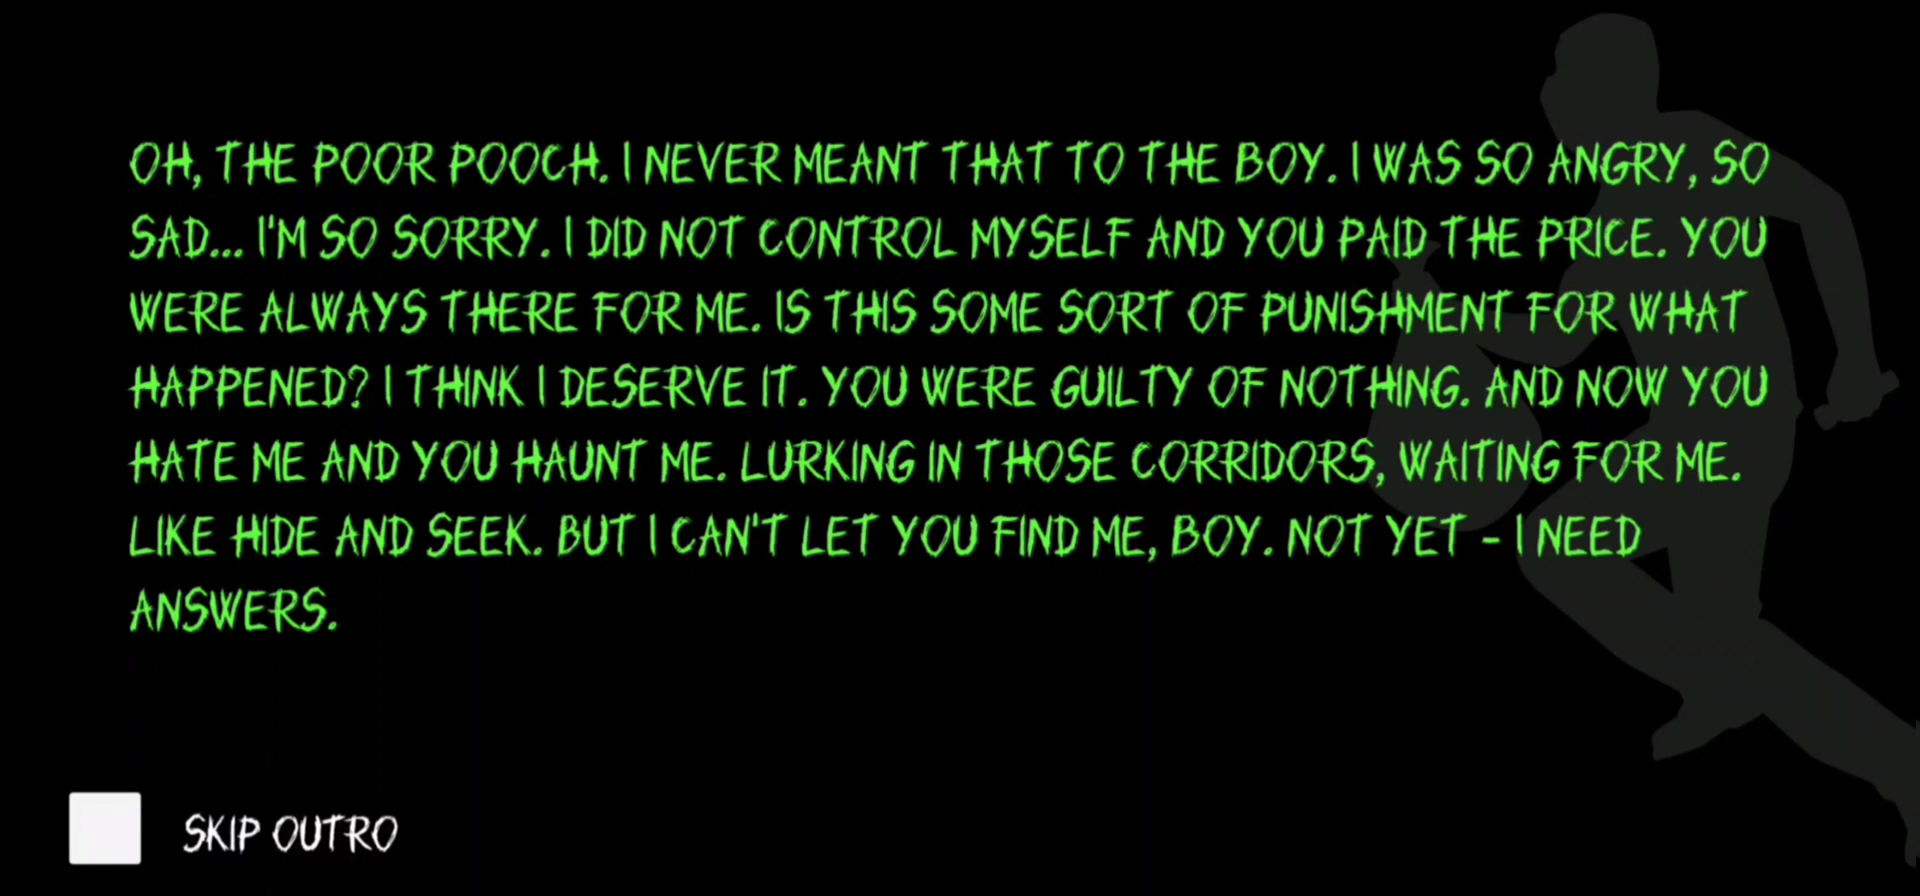 OH, THE POOR POOCH. I NEVER MEANT THAT TO THE BOY. I WAS SO ANGRY, SO
SAD... I'M SO SORRY. I DID NOT CONTROL MYSELF AND YOU PAID THE PRICE. YOU
WERE ALWAYS THERE FOR ME. IS THIS SOME SORT OF PUNISHMENT FOR WHAT
HAPPENED? I THINK I DESERVE IT. YOU WERE GUILTY OF NOTHING. AND NOW YOU
HATE ME AND YOU HAUNT ME. LURKING IN THOSE CORRIDORS, WAITING FOR ME.
LIKE HIDE AND SEEK. BUT I CAN'T LET YOU FIND ME, BOY. NOT YET - I NEED
ANSWERS.
SKIP OUTRO